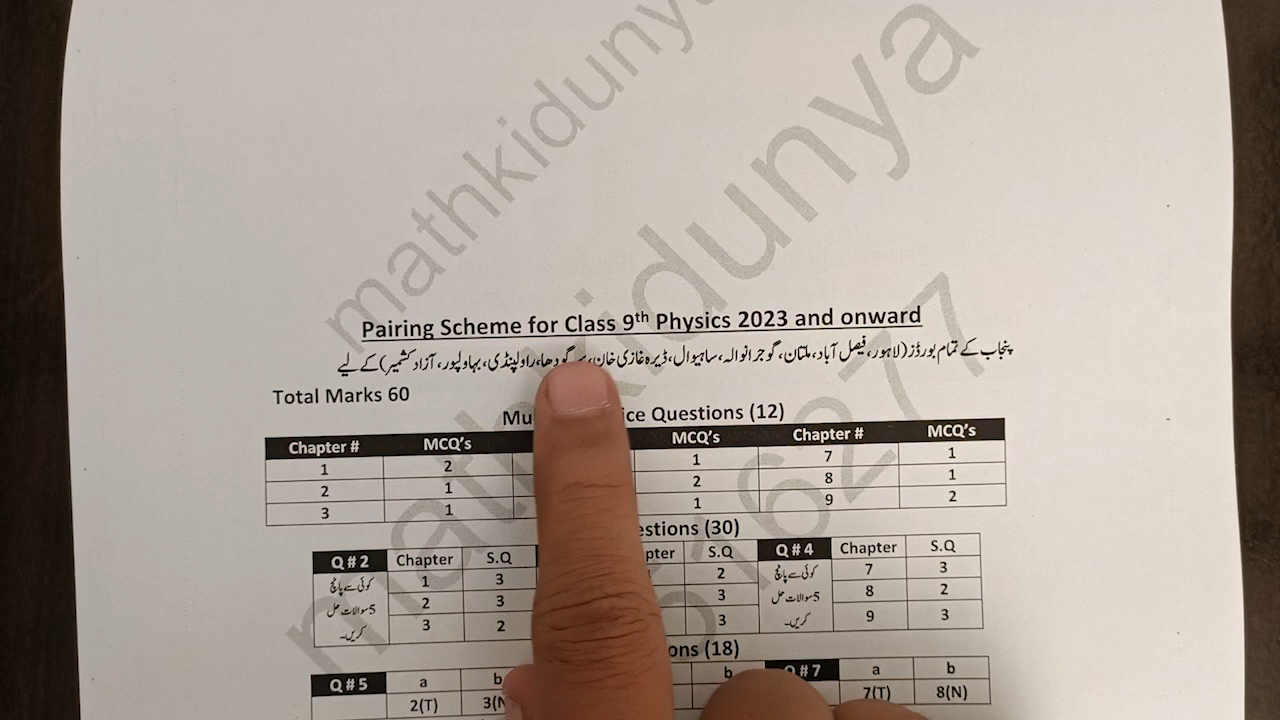 mathkidunya
mathkidunya
Pairing Scheme for Class 9th Physics 2023 and onward
پنجاب کے تمام بورڈز (لاہور، فیصل آباد، ملتان، گوجرانوالہ، ساہیوال، ڈیرہ غازی خان، سرگودھا، راولپنڈی، بہاولپور، آزاد کشمیر) کے لیے
Total Marks 60
Questions (12)
Chapter # MCQ's MCQ's Chapter # MCQ's
1 2 1 7 1
2 1 2 8 1
3 1 1 9 2
(30)
Q # 2 Chapter S.Q S.Q Q # 4 Chapter S.Q
کوئی سے پانچ 1 3 2 کوئی سے پانچ 7 3
5 سوالات حل 2 3 3 5 سوالات حل 8 2
کریں۔ 3 2 3 کریں۔ 9 3
(18)
Q # 5 a b b # 7 a b
2(T) 7(T) 8(N)